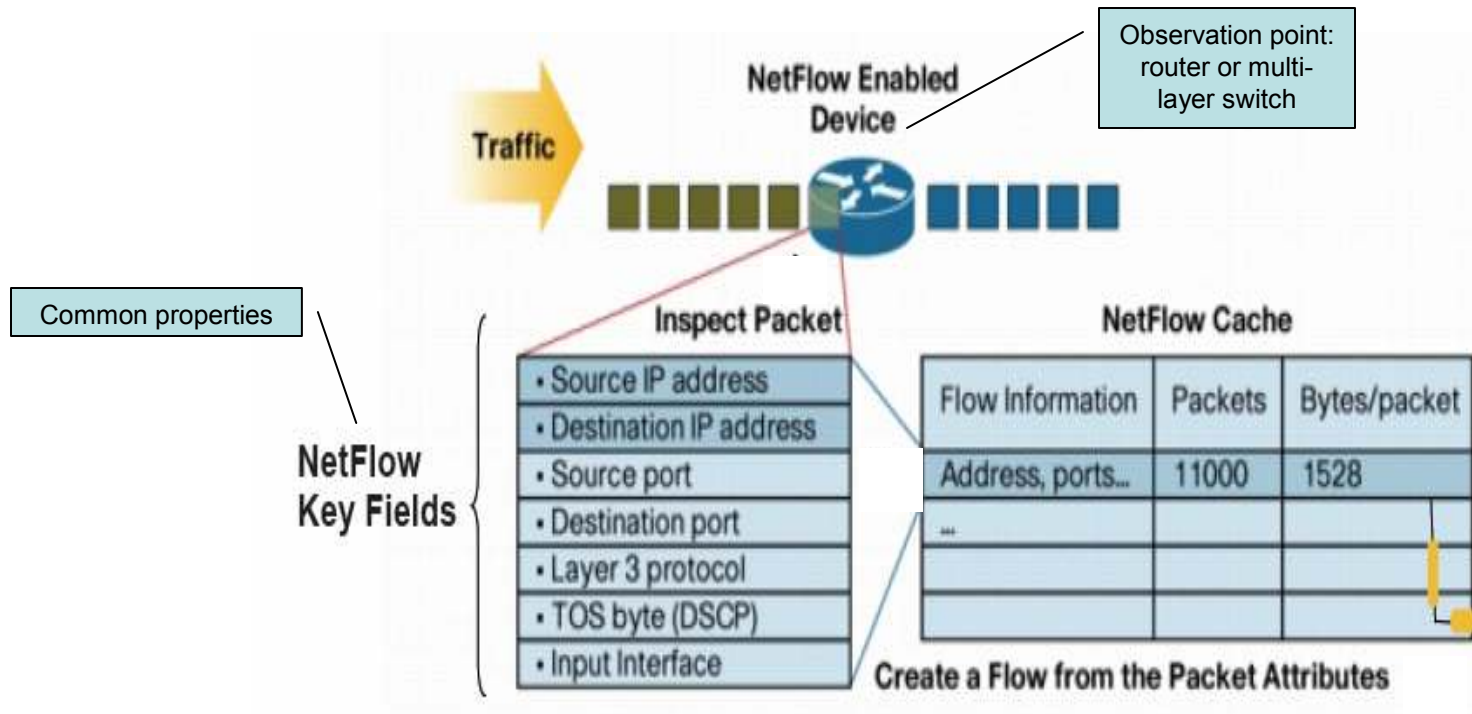 Observation point:
router or multi-
layer switch
NetFlow Enabled
Device
Traffic
Common properties
Inspect Packet
NetFlow Cache
NetFlow
Key Fields
• Source IP address
• Destination IP address
• Source port
• Destination port
• Layer 3 protocol
• TOS byte (DSCP)
• Input Interface
Flow Information Packets Bytes/packet
Address, ports... 11000 1528
...
Create a Flow from the Packet Attributes